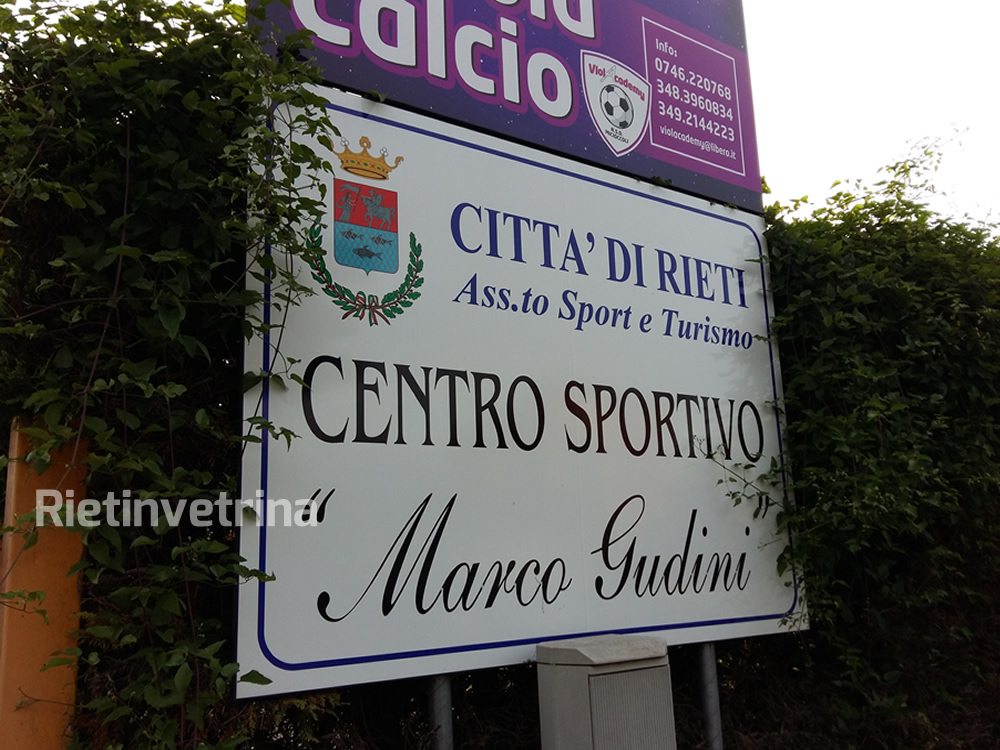 Calcio
Info:
0746.220768
348.3960834
349.2144223
violacademy@libero.it
ViolAcademy
A.S.D.
CITTA' DI RIETI
Ass.to Sport e Turismo
CENTRO SPORTIVO
"Marco Gudini"
Rietinvetrina